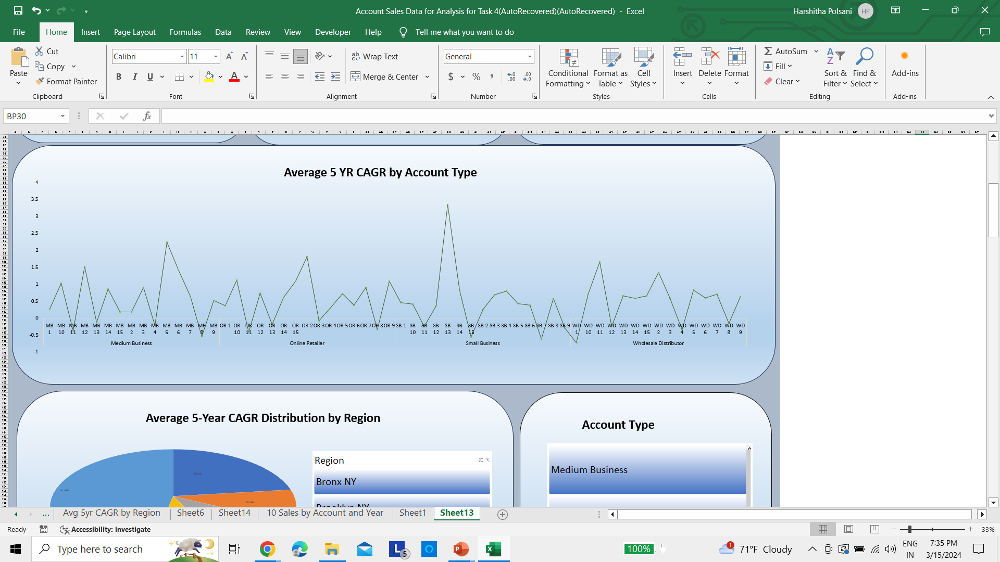 Account Sales Data for Analysis for Task 4(AutoRecovered)(AutoRecovered) - Excel
Harshitha Polsani HP
File Home Insert Page Layout Formulas Data Review View Developer Help Tell me what you want to do
Paste
Cut
Copy
Format Painter
Clipboard
Calibri 11
B I U A
Font
Wrap Text
Merge & Center
Alignment
General
$ % ,
Number
Conditional Formatting
Format as Table
Cell Styles
Styles
Insert Delete Format
Cells
AutoSum
Fill
Clear
Sort & Filter
Find & Select
Editing
Add-ins
Add-ins
BP30 fx
Average 5 YR CAGR by Account Type
4
3.5
3
2.5
2
1.5
1
0.5
0
-0.5
-1
MB 1 MB 10 MB 11 MB 12 MB 13 MB 14 MB 15 MB 2 MB 3 MB 4 MB 5 MB 6 MB 7 MB 8 MB 9 OR 1 OR 10 OR 11 OR 12 OR 13 OR 14 OR 15 OR 2 OR 3 OR 4 OR 5 OR 6 OR 7 OR 8 OR 9 SB 1 SB 10 SB 11 SB 12 SB 13 SB 14 SB 15 SB 2 SB 3 SB 4 SB 5 SB 6 SB 7 SB 8 SB 9 WD 1 WD 10 WD 11 WD 12 WD 13 WD 14 WD 15 WD 2 WD 3 WD 4 WD 5 WD 6 WD 7 WD 8 WD 9
Medium Business Online Retailer Small Business Wholesale Distributor
Average 5-Year CAGR Distribution by Region
Region
Bronx NY
Brooklyn NY
Account Type
Medium Business
... Avg 5yr CAGR by Region Sheet6 Sheet14 10 Sales by Account and Year Sheet1 Sheet13
Ready Accessibility: Investigate 33%
Type here to search
5
100%
1
71°F Cloudy
ENG
IN
7:35 PM
3/15/2024